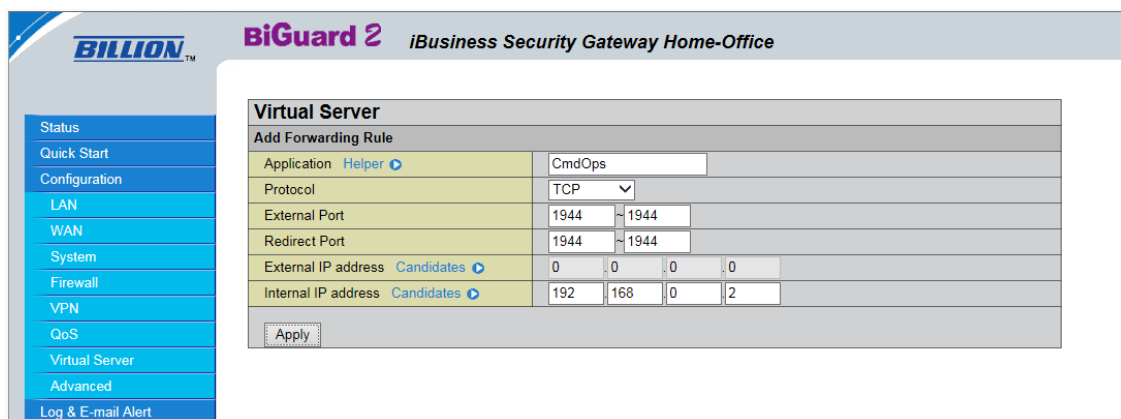 BILLION TM
BiGuard 2 iBusiness Security Gateway Home-Office
Status
Quick Start
Configuration
LAN
WAN
System
Firewall
VPN
QoS
Virtual Server
Advanced
Log & E-mail Alert
Virtual Server
Add Forwarding Rule
Application Helper CmdOps
Protocol TCP
External Port 1944 ~ 1944
Redirect Port 1944 ~ 1944
External IP address Candidates 0 . 0 . 0 . 0
Internal IP address Candidates 192 . 168 . 0 . 2
Apply